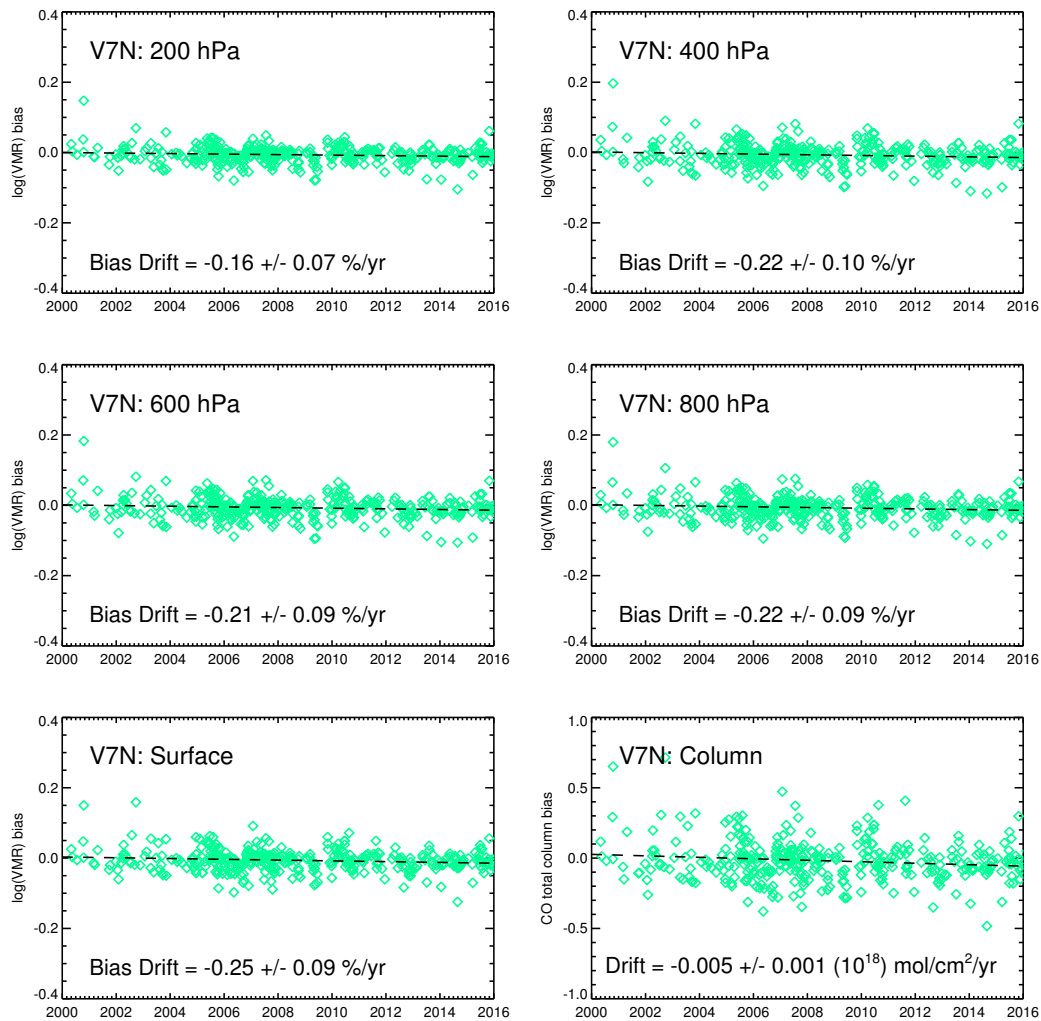 V7N: 200 hPa
log(VMR) bias
0.4
0.2
0.0
-0.2
-0.4
Bias Drift = -0.16 +/- 0.07 %/yr
2000 2002 2004 2006 2008 2010 2012 2014 2016
V7N: 400 hPa
log(VMR) bias
0.4
0.2
0.0
-0.2
-0.4
Bias Drift = -0.22 +/- 0.10 %/yr
2000 2002 2004 2006 2008 2010 2012 2014 2016
V7N: 600 hPa
log(VMR) bias
0.4
0.2
0.0
-0.2
-0.4
Bias Drift = -0.21 +/- 0.09 %/yr
2000 2002 2004 2006 2008 2010 2012 2014 2016
V7N: 800 hPa
log(VMR) bias
0.4
0.2
0.0
-0.2
-0.4
Bias Drift = -0.22 +/- 0.09 %/yr
2000 2002 2004 2006 2008 2010 2012 2014 2016
V7N: Surface
log(VMR) bias
0.4
0.2
0.0
-0.2
-0.4
Bias Drift = -0.25 +/- 0.09 %/yr
2000 2002 2004 2006 2008 2010 2012 2014 2016
V7N: Column
CO total column bias
1.0
0.5
0.0
-0.5
-1.0
Drift = -0.005 +/- 0.001 (10^18) mol/cm^2/yr
2000 2002 2004 2006 2008 2010 2012 2014 2016